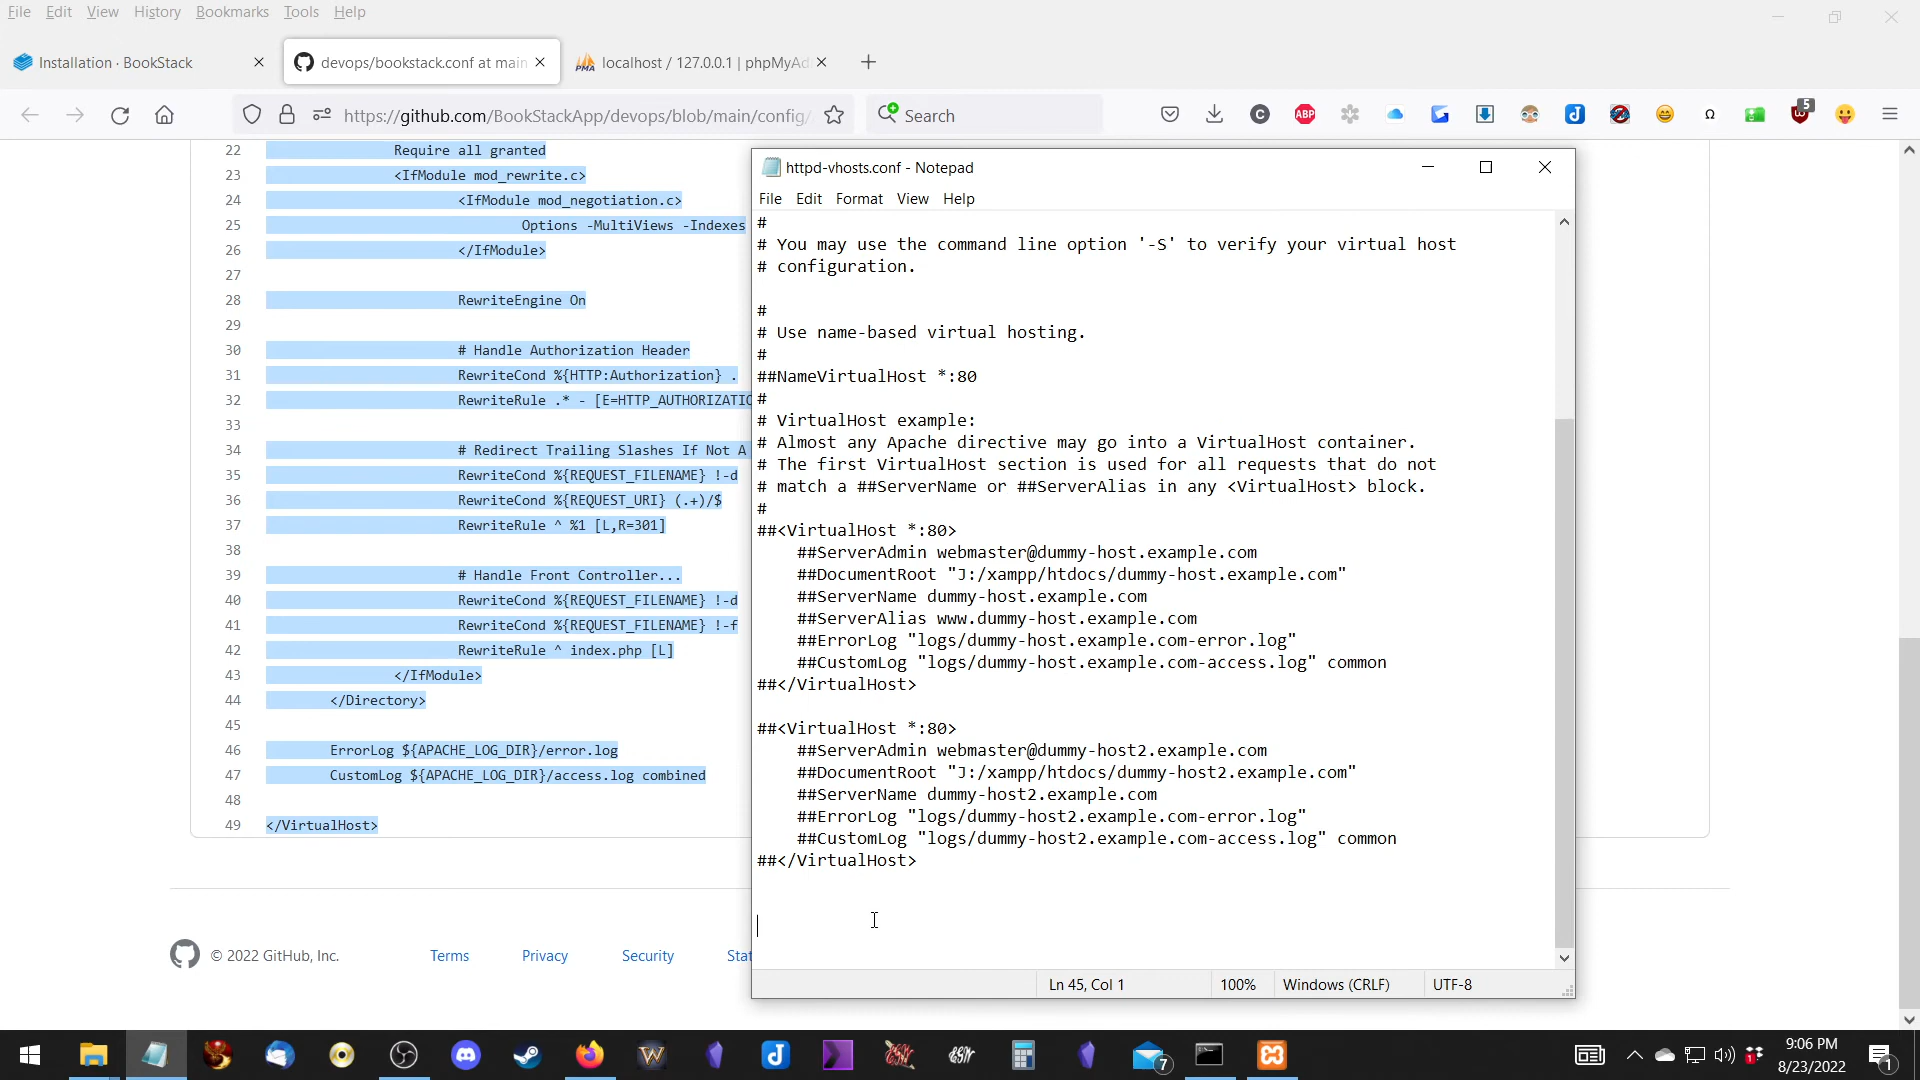 File Edit View History Bookmarks Tools Help
Installation · BookStack
devops/bookstack.conf at main
localhost / 127.0.0.1 | phpMyAd
https://github.com/BookStackApp/devops/blob/main/config/
Search
5
22 Require all granted
23 <IfModule mod_rewrite.c>
24 <IfModule mod_negotiation.c>
25 Options -MultiViews -Indexes
26 </IfModule>
27
28 RewriteEngine On
29
30 # Handle Authorization Header
31 RewriteCond %{HTTP:Authorization} .
32 RewriteRule .* - [E=HTTP_AUTHORIZATIO
33
34 # Redirect Trailing Slashes If Not A
35 RewriteCond %{REQUEST_FILENAME} !-d
36 RewriteCond %{REQUEST_URI} (.+)/$
37 RewriteRule ^ %1 [L,R=301]
38
39 # Handle Front Controller...
40 RewriteCond %{REQUEST_FILENAME} !-d
41 RewriteCond %{REQUEST_FILENAME} !-f
42 RewriteRule ^ index.php [L]
43 </IfModule>
44 </Directory>
45
46 ErrorLog ${APACHE_LOG_DIR}/error.log
47 CustomLog ${APACHE_LOG_DIR}/access.log combined
48
49 </VirtualHost>
© 2022 GitHub, Inc. Terms Privacy Security Stat
httpd-vhosts.conf - Notepad
File Edit Format View Help
#
# You may use the command line option '-S' to verify your virtual host
# configuration.
#
# Use name-based virtual hosting.
#
##NameVirtualHost *:80
#
# VirtualHost example:
# Almost any Apache directive may go into a VirtualHost container.
# The first VirtualHost section is used for all requests that do not
# match a ##ServerName or ##ServerAlias in any <VirtualHost> block.
#
##<VirtualHost *:80>
##ServerAdmin webmaster@dummy-host.example.com
##DocumentRoot "J:/xampp/htdocs/dummy-host.example.com"
##ServerName dummy-host.example.com
##ServerAlias www.dummy-host.example.com
##ErrorLog "logs/dummy-host.example.com-error.log"
##CustomLog "logs/dummy-host.example.com-access.log" common
##</VirtualHost>
##<VirtualHost *:80>
##ServerAdmin webmaster@dummy-host2.example.com
##DocumentRoot "J:/xampp/htdocs/dummy-host2.example.com"
##ServerName dummy-host2.example.com
##ErrorLog "logs/dummy-host2.example.com-error.log"
##CustomLog "logs/dummy-host2.example.com-access.log" common
##</VirtualHost>
Ln 45, Col 1 100% Windows (CRLF) UTF-8
7
9:06 PM
8/23/2022
1